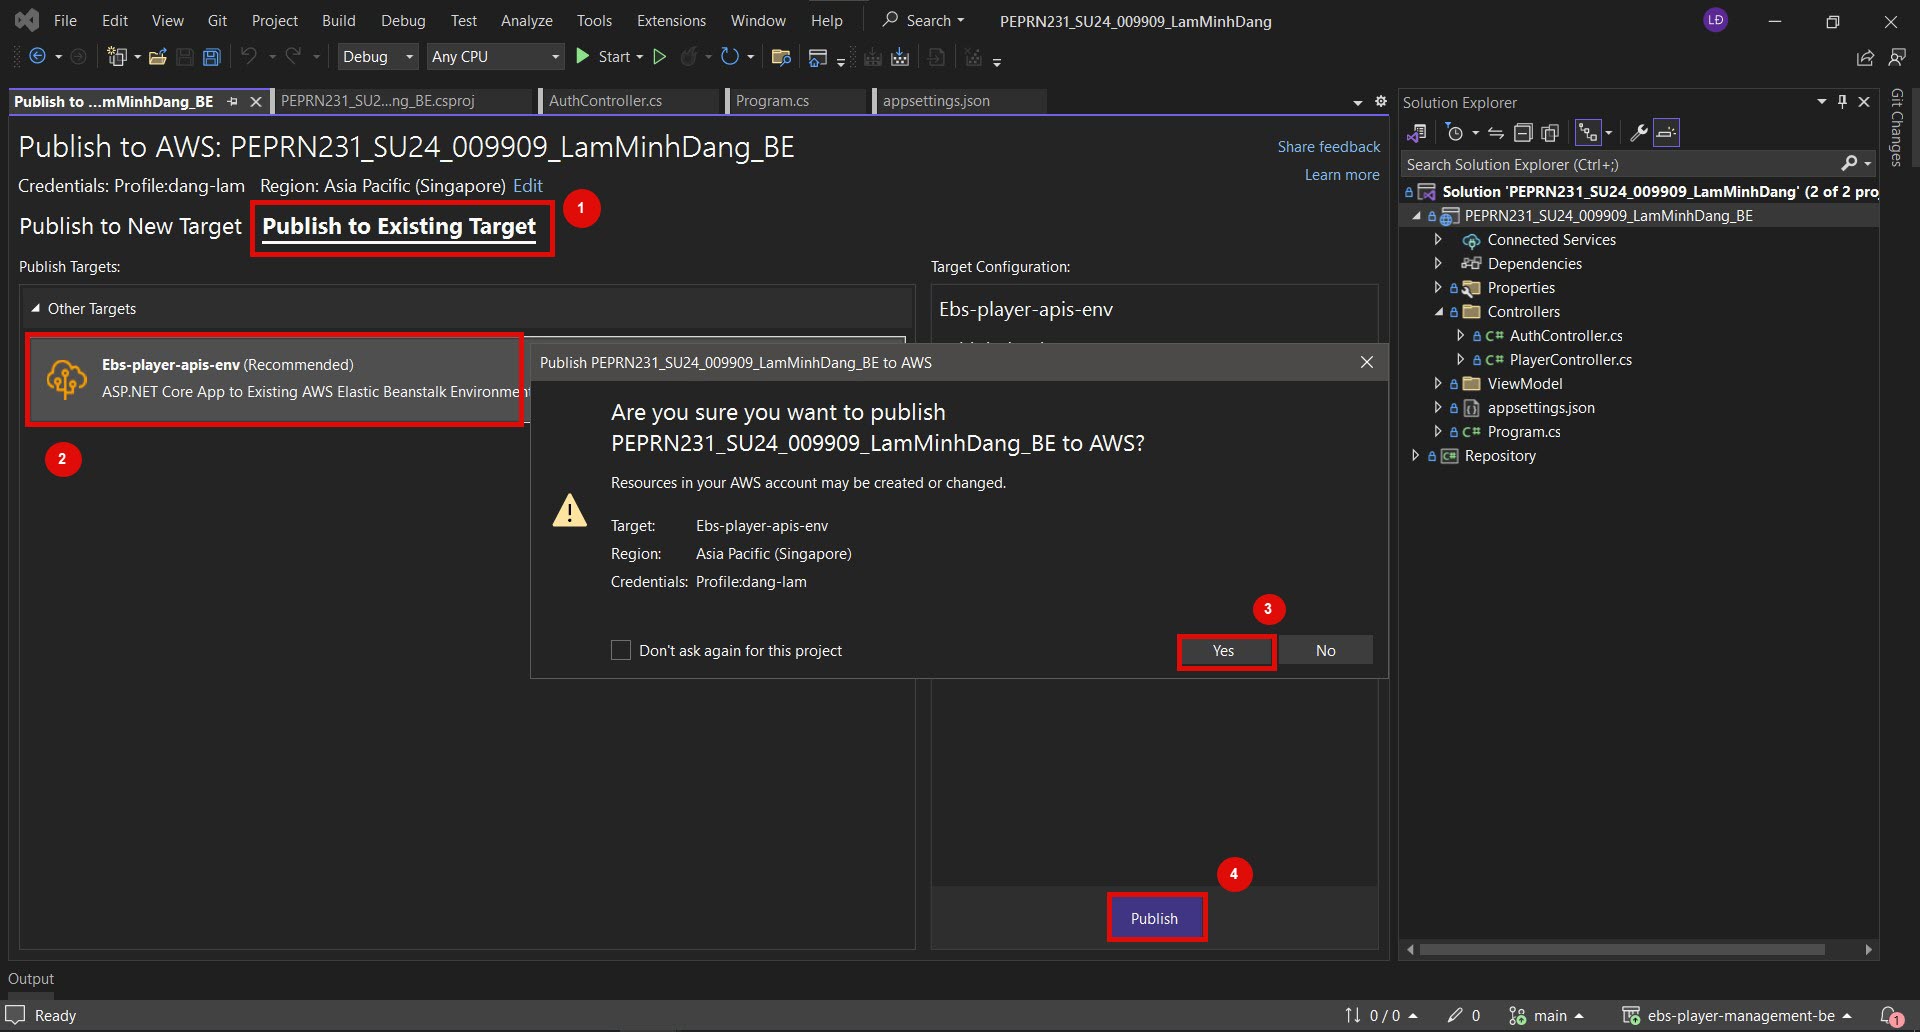 File Edit View Git Project Build Debug Test Analyze Tools Extensions Window Help Search PEPRN231_SU24_009909_LamMinhDang LĐ
Debug Any CPU Start
Publish to ...mMinhDang_BE PEPRN231_SU2...ng_BE.csproj AuthController.cs Program.cs appsettings.json
Publish to AWS: PEPRN231_SU24_009909_LamMinhDang_BE
Share feedback
Learn more
Credentials: Profile:dang-lam Region: Asia Pacific (Singapore) Edit
1
Publish to New Target Publish to Existing Target
Publish Targets:
Other Targets
Ebs-player-apis-env (Recommended)
ASP.NET Core App to Existing AWS Elastic Beanstalk Environment
2
Target Configuration:
Ebs-player-apis-env
Publish PEPRN231_SU24_009909_LamMinhDang_BE to AWS
Are you sure you want to publish
PEPRN231_SU24_009909_LamMinhDang_BE to AWS?
Resources in your AWS account may be created or changed.
Target: Ebs-player-apis-env
Region: Asia Pacific (Singapore)
Credentials: Profile:dang-lam
3
Don't ask again for this project
Yes No
4
Publish
Solution Explorer
Search Solution Explorer (Ctrl+;)
Solution 'PEPRN231_SU24_009909_LamMinhDang' (2 of 2 proj
PEPRN231_SU24_009909_LamMinhDang_BE
Connected Services
Dependencies
Properties
Controllers
C# AuthController.cs
C# PlayerController.cs
ViewModel
appsettings.json
C# Program.cs
C# Repository
Git Changes
Output
Ready 0 / 0 0 main ebs-player-management-be 1